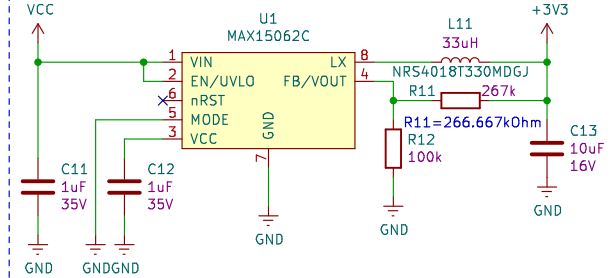 VCC
U1
MAX15062C
L11
33uH
NRS4018T330MDGJ
+3V3
1 VIN LX 8
2 EN/UVLO FB/VOUT 4
6 nRST
5 MODE
3 VCC
GND
7
R11 267k
R11=266.667kOhm
R12
100k
C13
10uF
16V
C11
1uF
35V
C12
1uF
35V
GND
GND
GND
GND
GND
GND